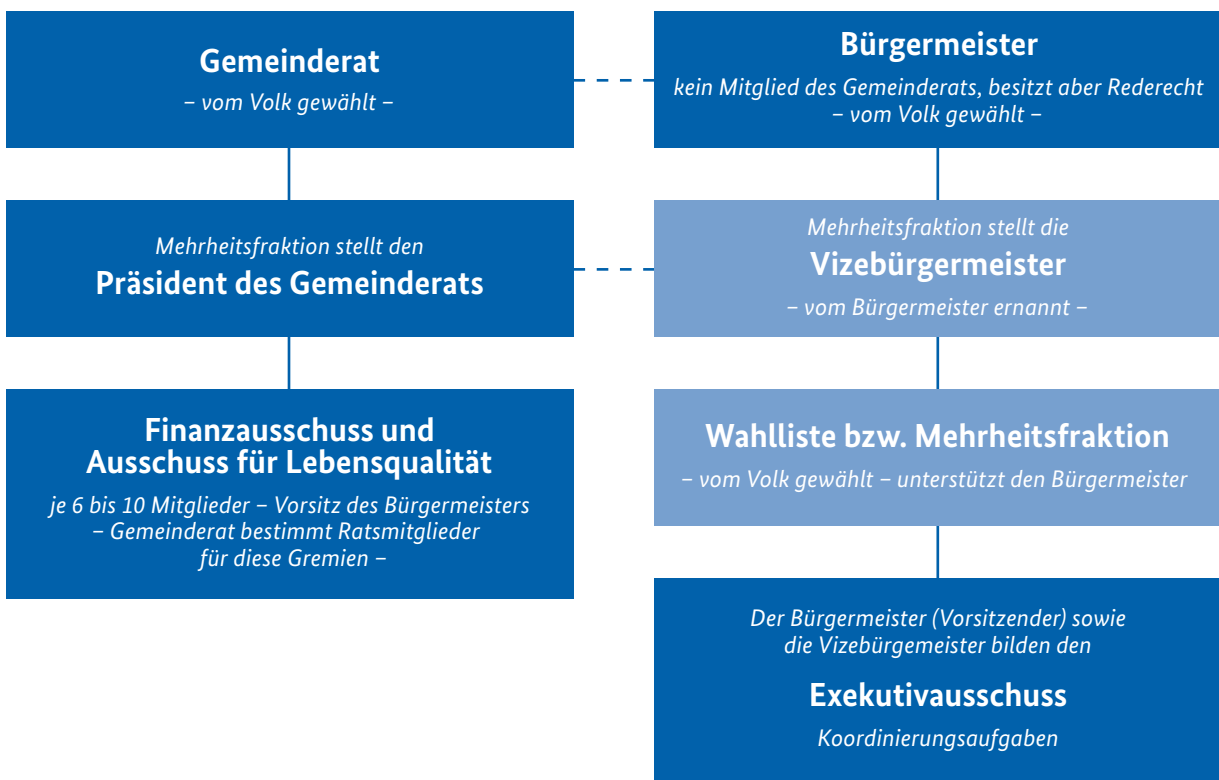 Gemeinderat
– vom Volk gewählt –
Bürgermeister
kein Mitglied des Gemeinderats, besitzt aber Rederecht
– vom Volk gewählt –
Mehrheitsfraktion stellt den
Präsident des Gemeinderats
Mehrheitsfraktion stellt die
Vizebürgermeister
– vom Bürgermeister ernannt –
Finanzausschuss und
Ausschuss für Lebensqualität
je 6 bis 10 Mitglieder – Vorsitz des Bürgermeisters
– Gemeinderat bestimmt Ratsmitglieder
für diese Gremien –
Wahlliste bzw. Mehrheitsfraktion
– vom Volk gewählt – unterstützt den Bürgermeister
Der Bürgermeister (Vorsitzender) sowie
die Vizebürgemeister bilden den
Exekutivausschuss
Koordinierungsaufgaben